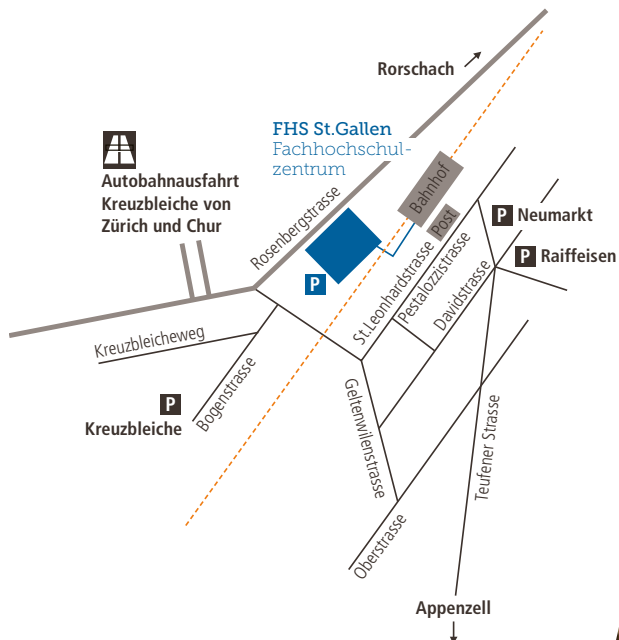 Rorschach
FHS St.Gallen
Fachhochschul-
zentrum
Autobahnausfahrt
Kreuzbleiche von
Zürich und Chur
Rosenbergstrasse
Bahnhof
Post
P Neumarkt
P Raiffeisen
P
St.Leonhardstrasse
Pestalozzistrasse
Davidstrasse
Kreuzbleicheweg
Bogenstrasse
P
Kreuzbleiche
Geltenwilenstrasse
Teufener Strasse
Oberstrasse
Appenzell